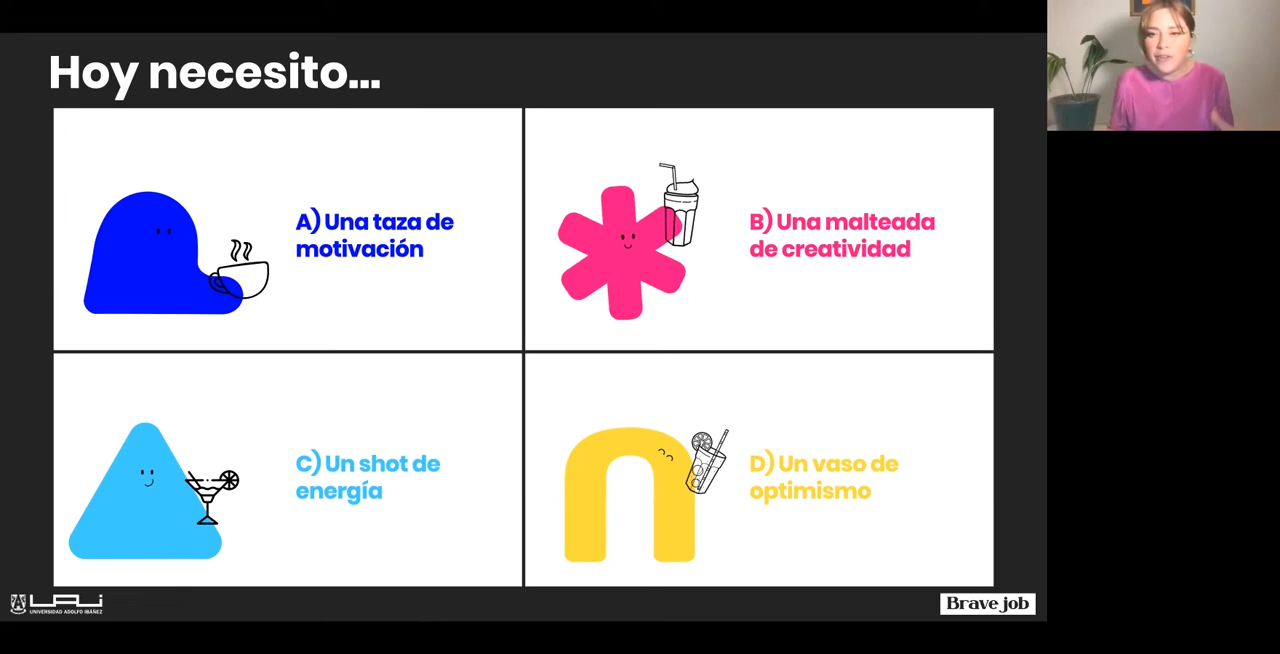 Hoy necesito...
A) Una taza de
motivación
B) Una malteada
de creatividad
C) Un shot de
energía
D) Un vaso de
optimismo
UAI
UNIVERSIDAD ADOLFO IBÁÑEZ
Brave job